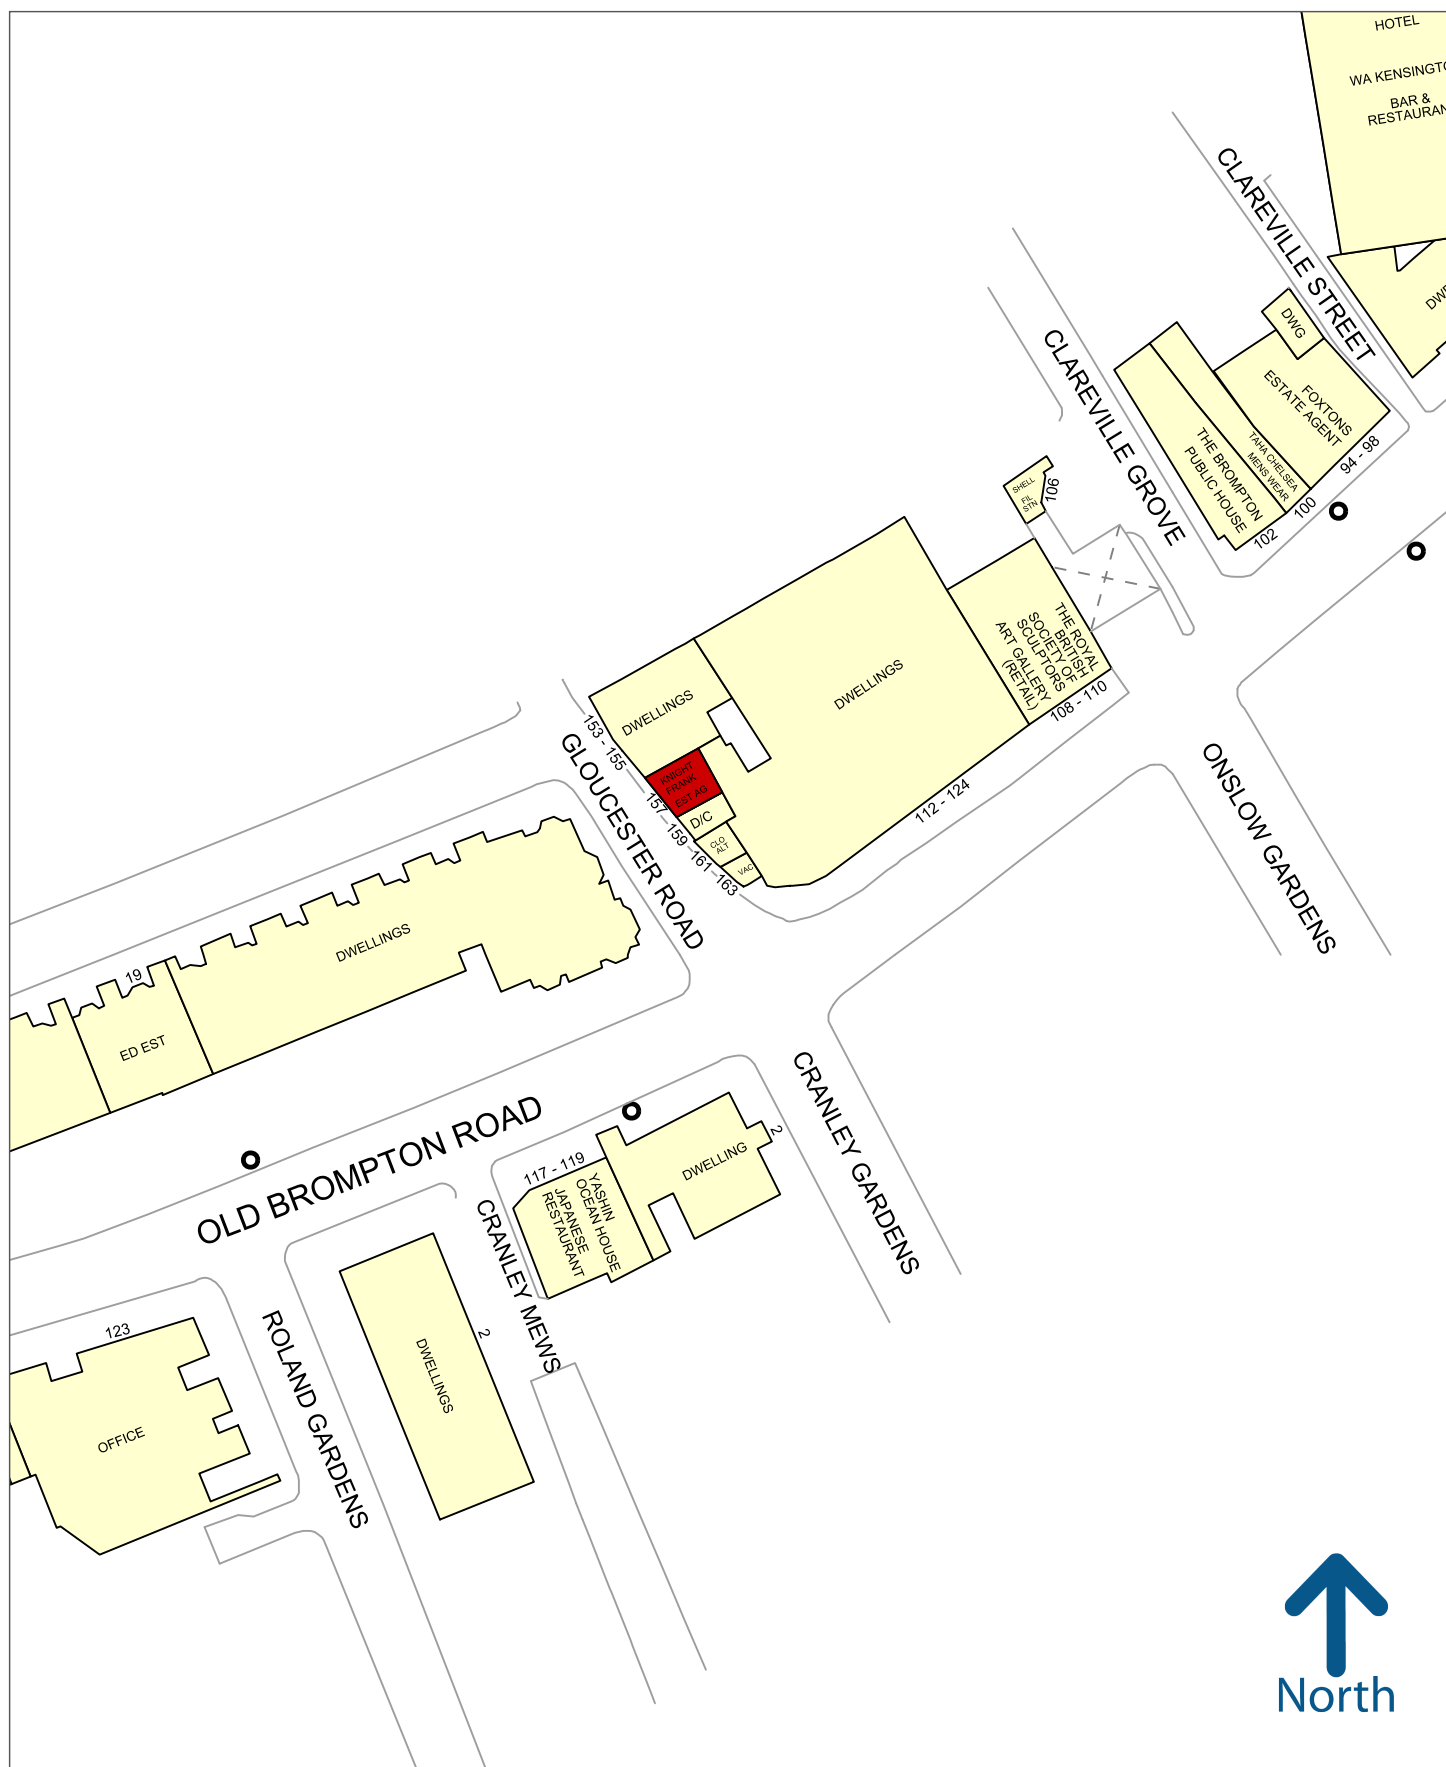 HOTEL
BAR &
CLAREVILLE STREET
DWG
FOXTONS
ESTATE AGENT
94 - 98
TAHA CHELSEA
MENS WEAR
100
THE BROMPTON
PUBLIC HOUSE
102
CLAREVILLE GROVE
SHELL
FIL
STN
106
THE ROYAL
BRITISH
SOCIETY OF
SCULPTORS
ART GALLERY
(RETAIL)
108 - 110
DWELLINGS
112 - 124
DWELLINGS
153 - 155
KNIGHT
FRANK
EST AG
157
D/C
159
CLO
ALT
161
VAC
163
GLOUCESTER ROAD
ONSLOW GARDENS
DWELLINGS
19
ED EST
OLD BROMPTON ROAD
CRANLEY GARDENS
DWELLING
2
117 - 119
YASHIN
OCEAN HOUSE
JAPANESE
RESTAURANT
CRANLEY MEWS
DWELLINGS
2
ROLAND GARDENS
123
OFFICE
North